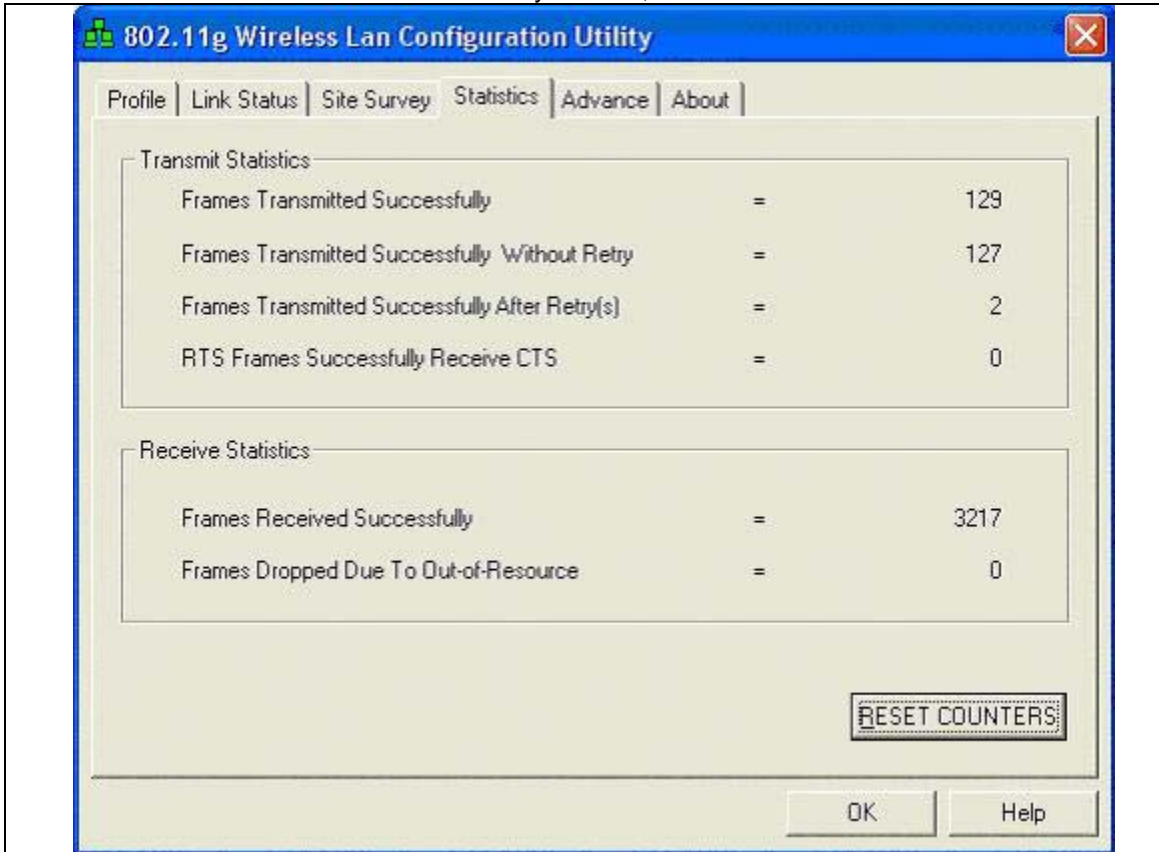 802.11g Wireless Lan Configuration Utility
Profile Link Status Site Survey Statistics Advance About
Transmit Statistics
Frames Transmitted Successfully = 129
Frames Transmitted Successfully Without Retry = 127
Frames Transmitted Successfully After Retry(s) = 2
RTS Frames Successfully Receive CTS = 0
Receive Statistics
Frames Received Successfully = 3217
Frames Dropped Due To Out-of-Resource = 0
RESET COUNTERS
OK Help